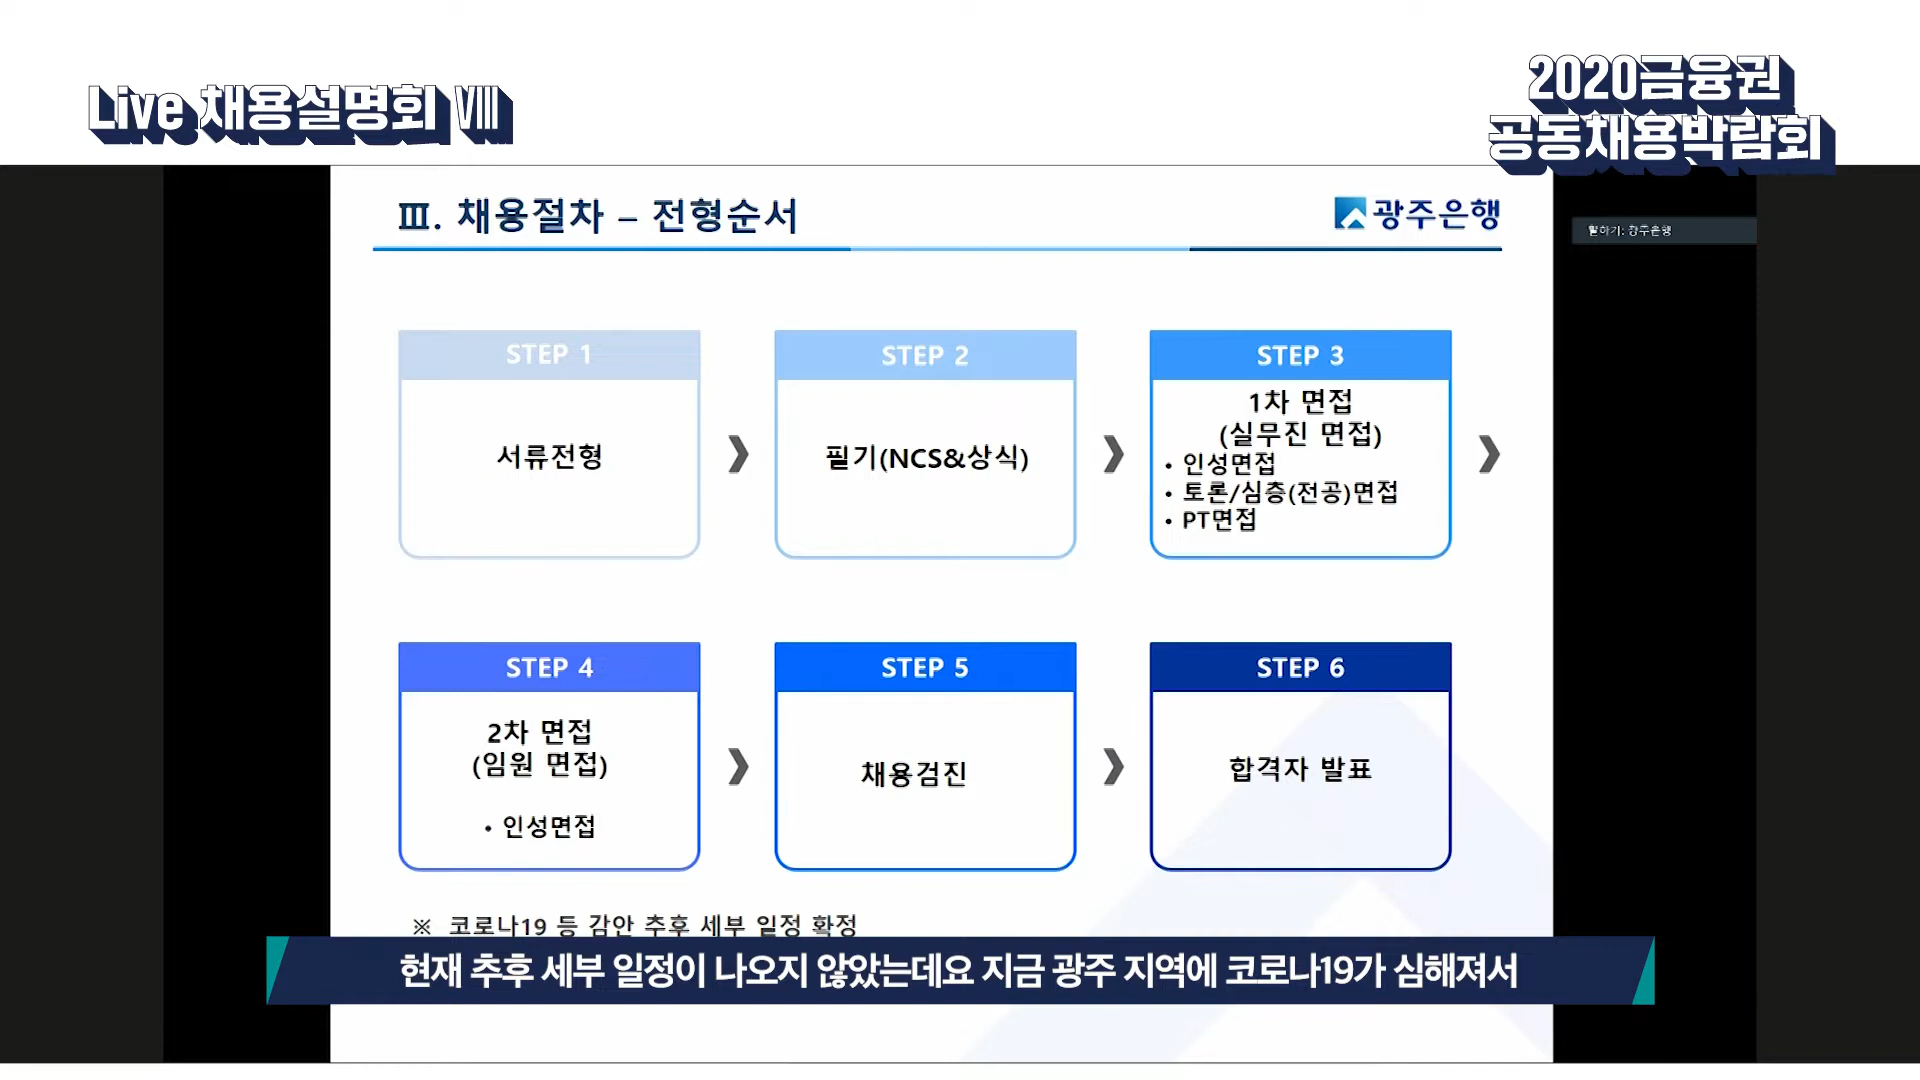 Live 채용설명회 Ⅷ
2020금융권
공동채용박람회
Ⅲ. 채용절차 – 전형순서
광주은행
말하기: 광주은행
STEP 1
서류전형
STEP 2
필기(NCS&상식)
STEP 3
1차 면접
(실무진 면접)
• 인성면접
• 토론/심층(전공)면접
• PT면접
STEP 4
2차 면접
(임원 면접)
• 인성면접
STEP 5
채용검진
STEP 6
합격자 발표
※ 코로나19 등 감안 추후 세부 일정 확정
현재 추후 세부 일정이 나오지 않았는데요 지금 광주 지역에 코로나19가 심해져서